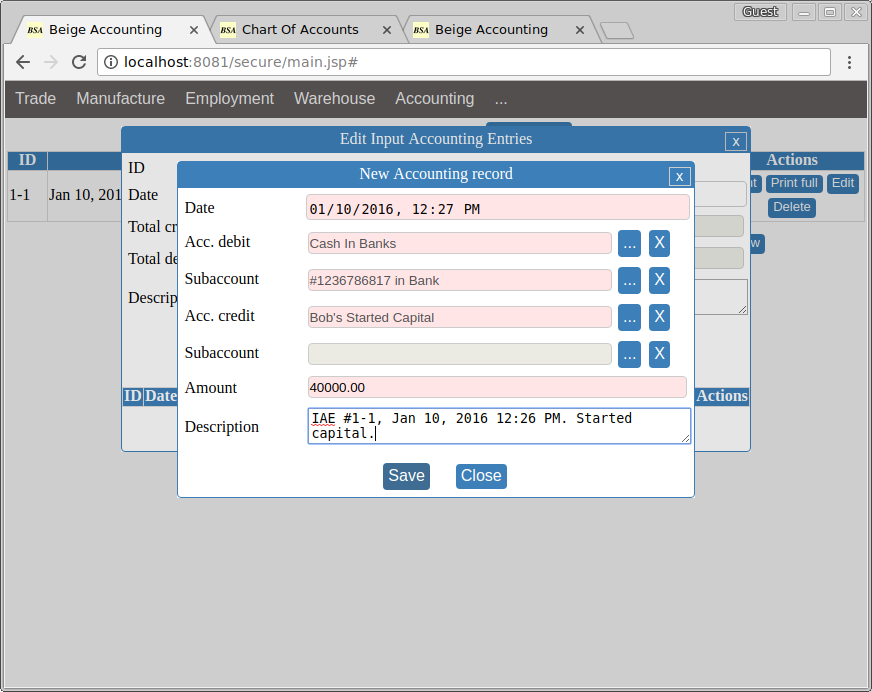 Guest
BSA Beige Accounting
BSA Chart Of Accounts
BSA Beige Accounting
localhost:8081/secure/main.jsp#
Trade Manufacture Employment Warehouse Accounting ...
Edit Input Accounting Entries x
ID Actions
ID
New Accounting record x
Print full Edit
1-1 Jan 10, 201
Date
Delete
Date 01/10/2016, 12:27 PM
Total cr
Acc. debit Cash In Banks ... X
Total de
Subaccount #1236786817 in Bank ... X
Descrip
Acc. credit Bob's Started Capital ... X
Subaccount ... X
Amount 40000.00
ID Date Actions
Description IAE #1-1, Jan 10, 2016 12:26 PM. Started
capital.
Save Close